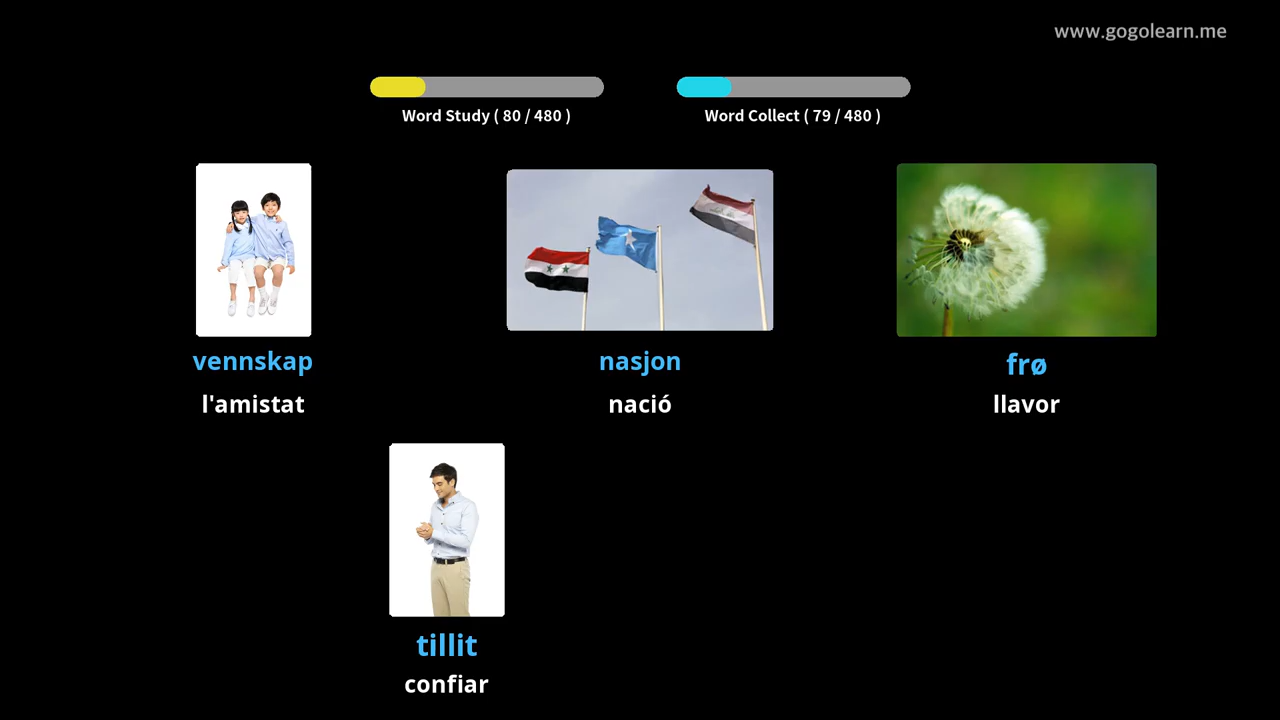 www.gogolearn.me
Word Study ( 80 / 480 )
Word Collect ( 79 / 480 )
vennskap
l'amistat
nasjon
nació
frø
llavor
tillit
confiar